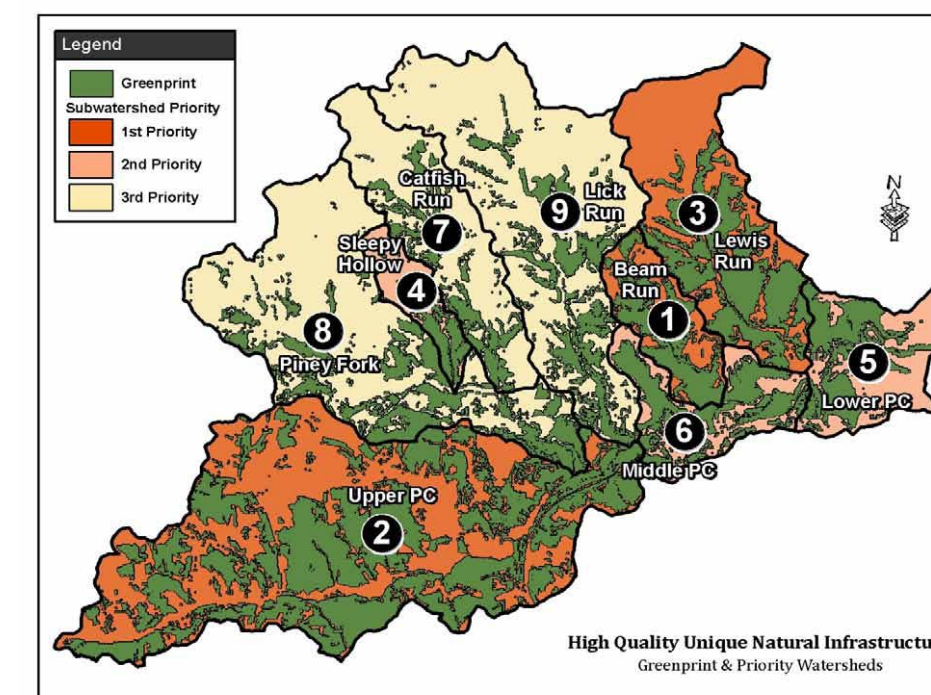 Legend
Greenprint
Subwatershed Priority
1st Priority
2nd Priority
3rd Priority
N
Catfish
Run
7
9
Lick
Run
3
Lewis
Run
Sleepy
Hollow
4
Beam
Run
1
8
Piney Fork
5
Lower PC
6
Middle PC
Upper PC
2
High Quality Unique Natural Infrastructu
Greenprint & Priority Watersheds